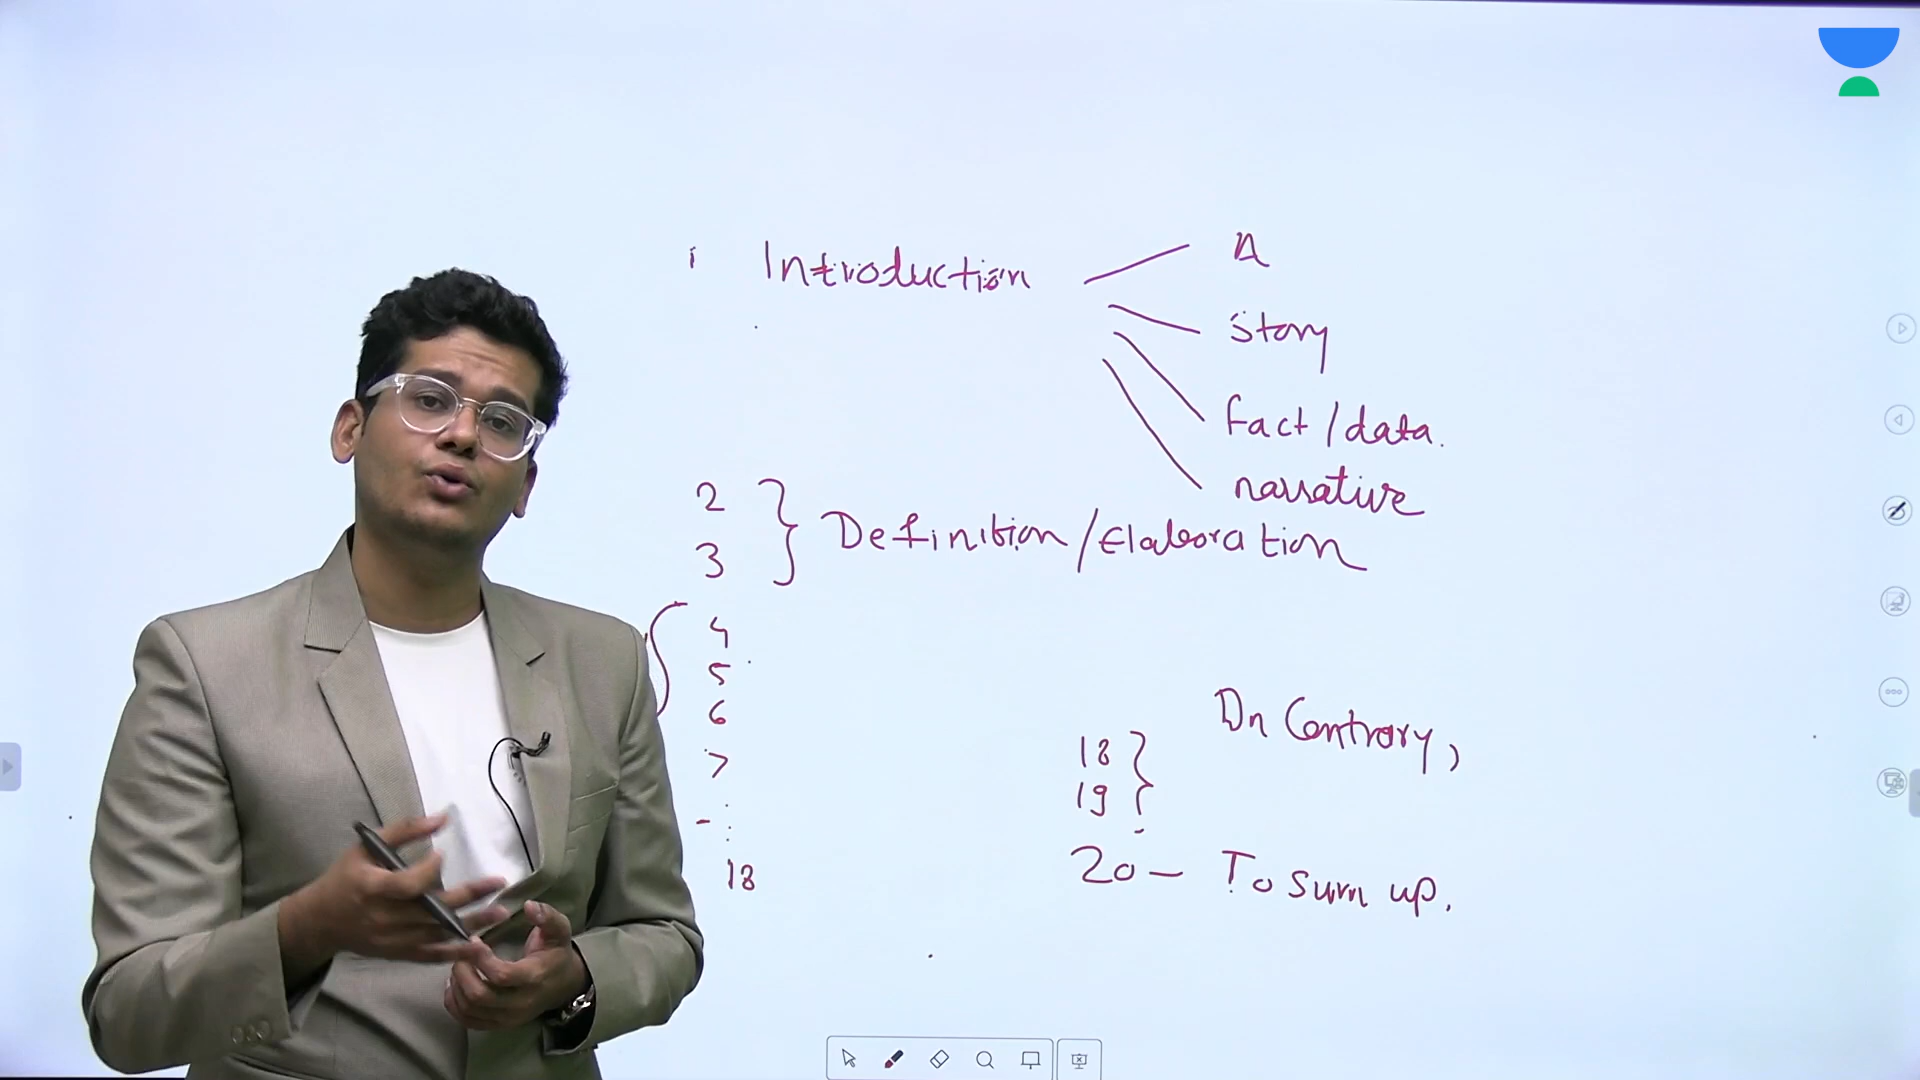 1 Introduction
A
Story
fact/data.
narrative
2
3
Definition/Elaboration
4
5
6
7
18
On Contrary,
18
19
20 - To sum up.